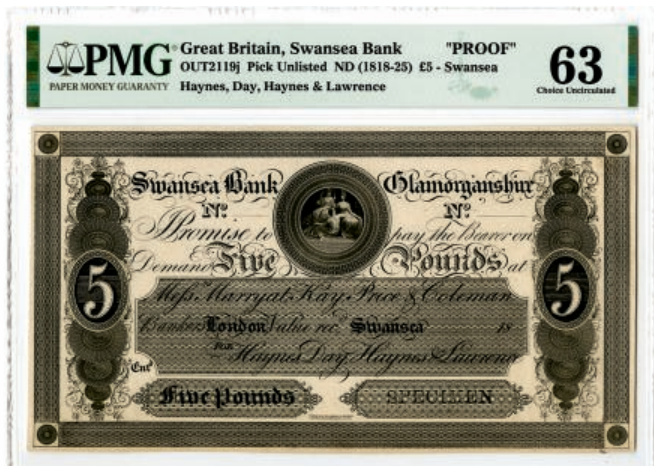 PMG
PAPER MONEY GUARANTY
Great Britain, Swansea Bank "PROOF"
OUT2119j Pick Unlisted ND (1818-25) £5 - Swansea
Haynes, Day, Haynes & Lawrence
63
Choice Uncirculated
Swansea Bank Glamorganshire
No. No.
I Promise to pay the Bearer on
Demand Five Pounds at
5 5
Messrs. Marryat Kay Price & Coleman
Bankers London Value recd. Swansea 18
For Haynes Day, Haynes & Lawrence
Entd
Five Pounds SPECIMEN